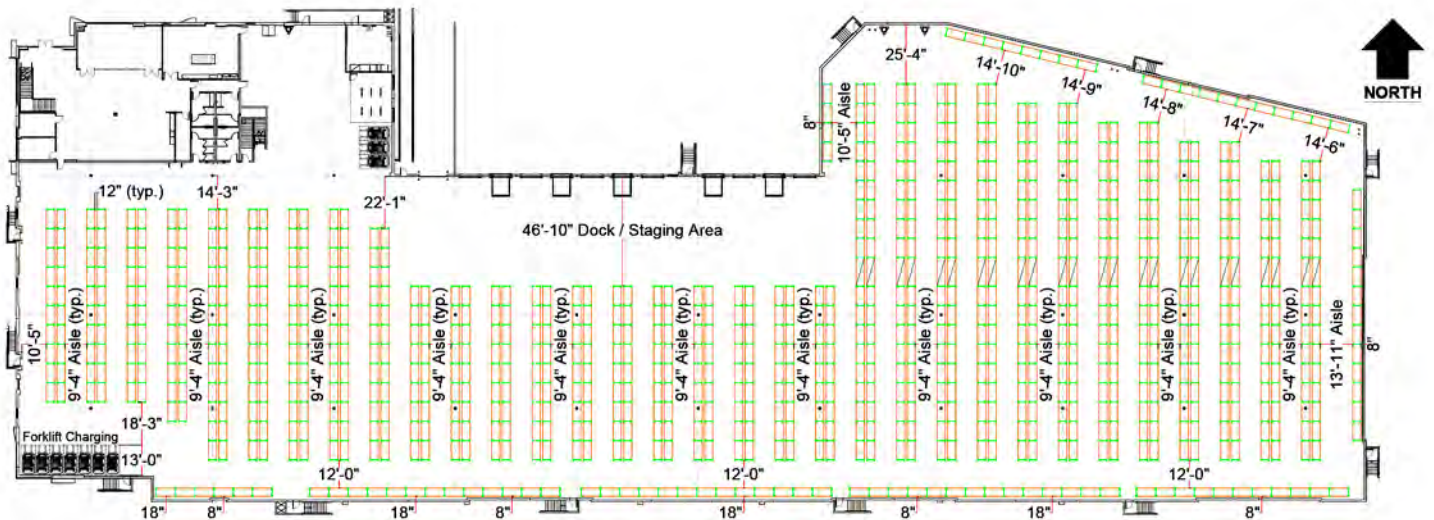 25'-4"
14'-10"
14'-9"
14'-8"
14'-7"
14'-6"
NORTH
8"
10'-5" Aisle
12" (typ.)
14'-3"
22'-1"
46'-10" Dock / Staging Area
10'-5"
9'-4" Aisle (typ.)
9'-4" Aisle (typ.)
9'-4" Aisle (typ.)
9'-4" Aisle (typ.)
9'-4" Aisle (typ.)
9'-4" Aisle (typ.)
9'-4" Aisle (typ.)
9'-4" Aisle (typ.)
9'-4" Aisle (typ.)
9'-4" Aisle (typ.)
9'-4" Aisle (typ.)
13'-11" Aisle
8"
18'-3"
Forklift Charging
13'-0"
12'-0"
12'-0"
12'-0"
18"
8"
18"
8"
18"
8"
18"
8"